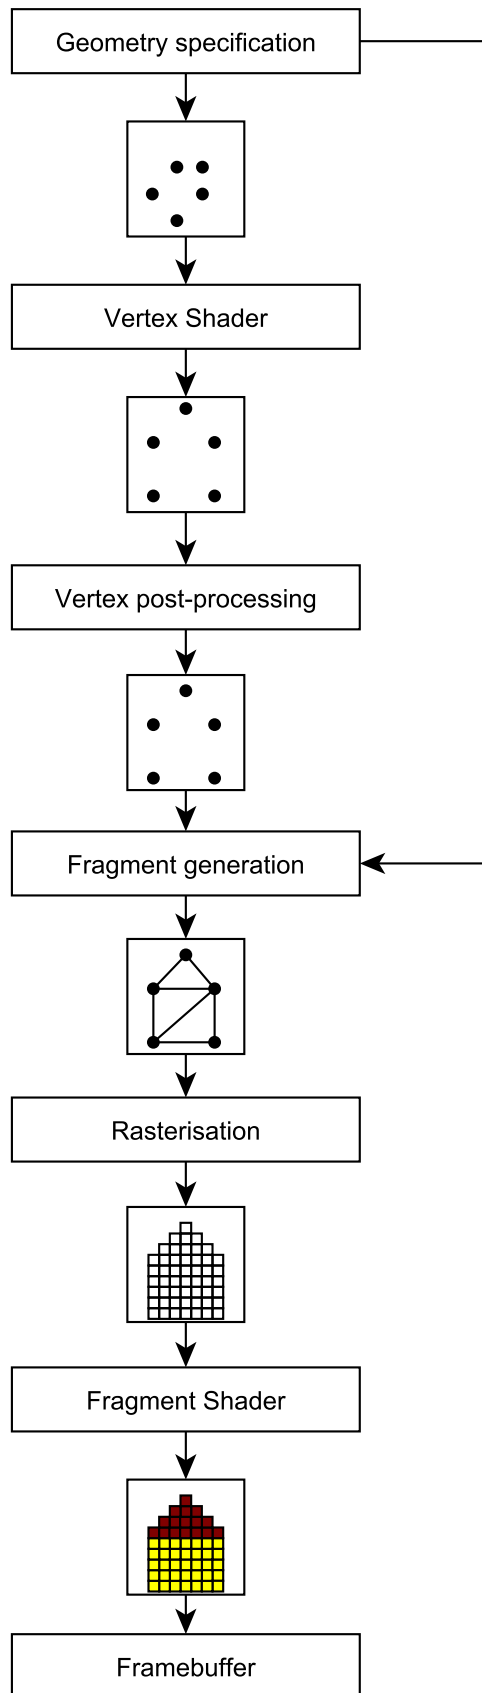 Geometry specification
Vertex Shader
Vertex post-processing
Fragment generation
Rasterisation
Fragment Shader
Framebuffer